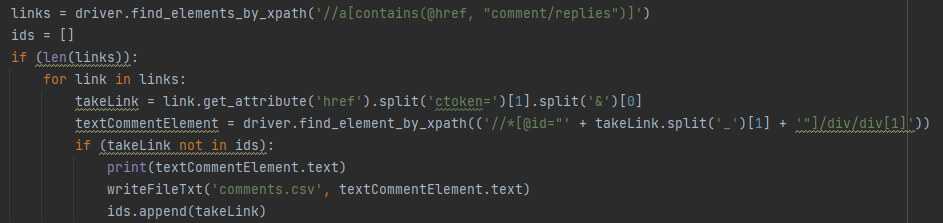 links = driver.find_elements_by_xpath('//a[contains(@href, "comment/replies")]')
ids = []
if (len(links)):
    for link in links:
        takeLink = link.get_attribute('href').split('ctoken=')[1].split('&')[0]
        textCommentElement = driver.find_element_by_xpath(('//*[@id="' + takeLink.split('_')[1] + '"]/div/div[1]'))
        if (takeLink not in ids):
            print(textCommentElement.text)
            writeFileTxt('comments.csv', textCommentElement.text)
            ids.append(takeLink)